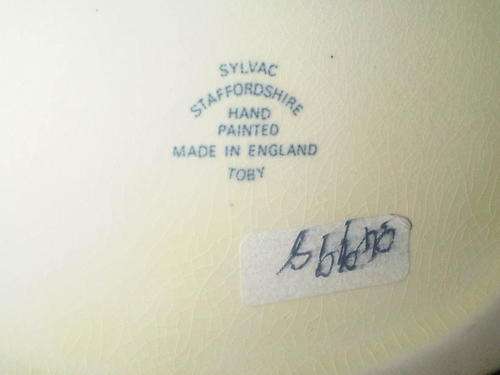 SYLVAC
STAFFORDSHIRE
HAND
PAINTED
MADE IN ENGLAND
TOBY